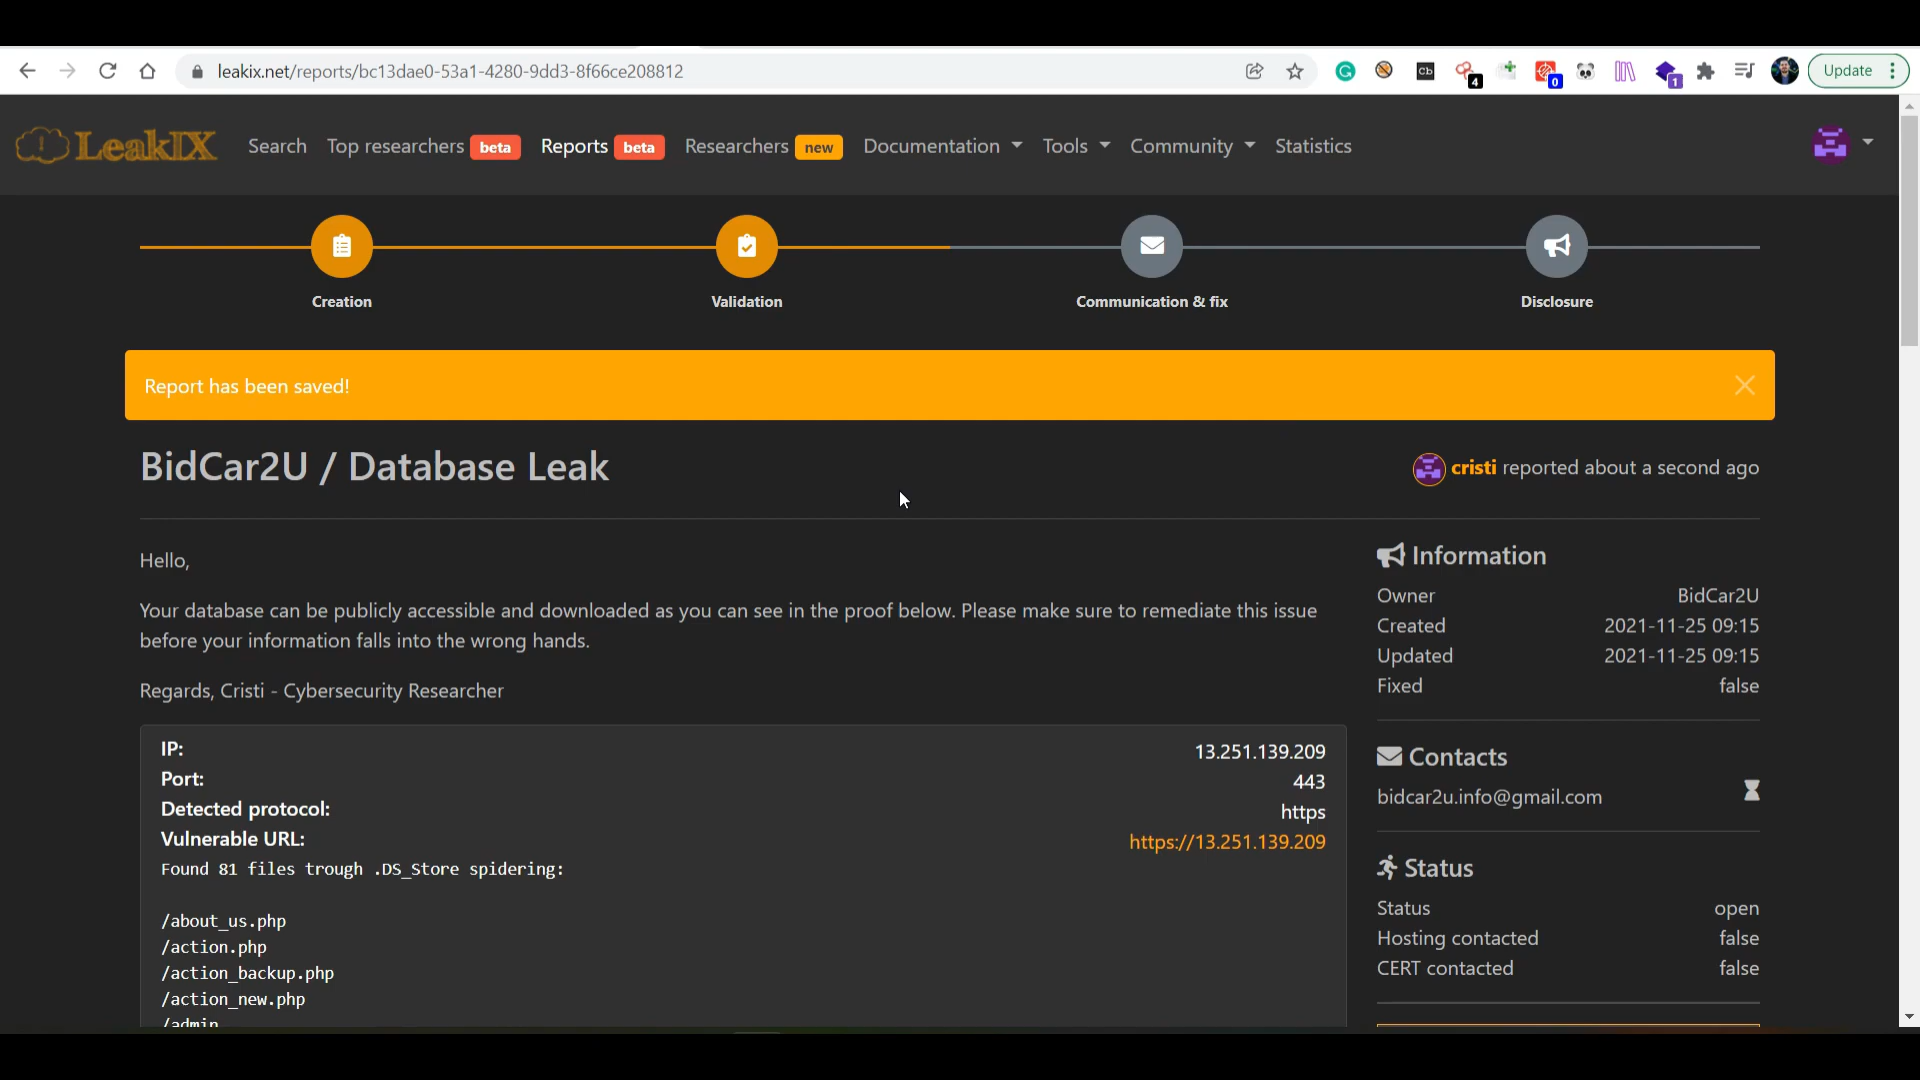 leakix.net/reports/bc13dae0-53a1-4280-9dd3-8f66ce208812
Cb
4
0
1
Update
LeakIX
Search
Top researchers beta
Reports beta
Researchers new
Documentation
Tools
Community
Statistics
Creation
Validation
Communication & fix
Disclosure
Report has been saved!
BidCar2U / Database Leak
cristi reported about a second ago
Hello,
Your database can be publicly accessible and downloaded as you can see in the proof below. Please make sure to remediate this issue
before your information falls into the wrong hands.
Regards, Cristi - Cybersecurity Researcher
IP: 13.251.139.209
Port: 443
Detected protocol: https
Vulnerable URL: https://13.251.139.209
Found 81 files trough .DS_Store spidering:
/about_us.php
/action.php
/action_backup.php
/action_new.php
/admin
Information
Owner BidCar2U
Created 2021-11-25 09:15
Updated 2021-11-25 09:15
Fixed false
Contacts
bidcar2u.info@gmail.com
Status
Status open
Hosting contacted false
CERT contacted false